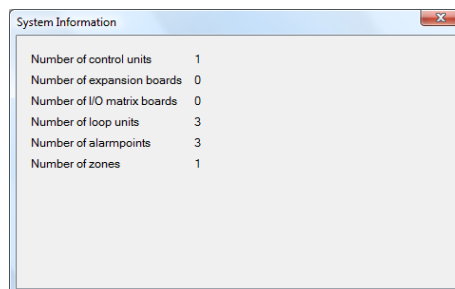 System Information
Number of control units 1
Number of expansion boards 0
Number of I/O matrix boards 0
Number of loop units 3
Number of alarmpoints 3
Number of zones 1